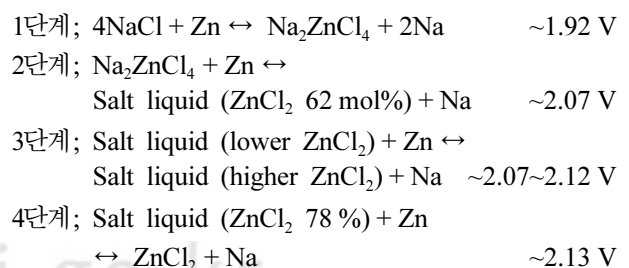 1단계; 4NaCl + Zn ↔ Na₂ZnCl₄ + 2Na ~1.92 V
2단계; Na₂ZnCl₄ + Zn ↔
Salt liquid (ZnCl₂ 62 mol%) + Na ~2.07 V
3단계; Salt liquid (lower ZnCl₂) + Zn ↔
Salt liquid (higher ZnCl₂) + Na ~2.07~2.12 V
4단계; Salt liquid (ZnCl₂ 78 %) + Zn
↔ ZnCl₂ + Na ~2.13 V